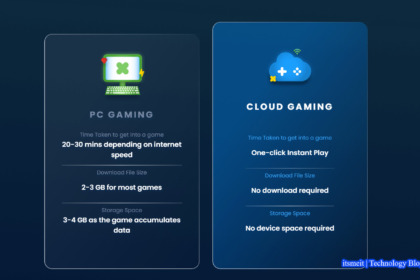 PC GAMING
Time Taken to get into a game
20-30 mins depending on internet
speed
Download File Size
2-3 GB for most games
Storage Space
3-4 GB as the game accumulates
data
CLOUD GAMING
Time Taken to get into a game
One-click Instant Play
Download File Size
No download required
Storage Space
No device space required
itsmeit | Technology Blo